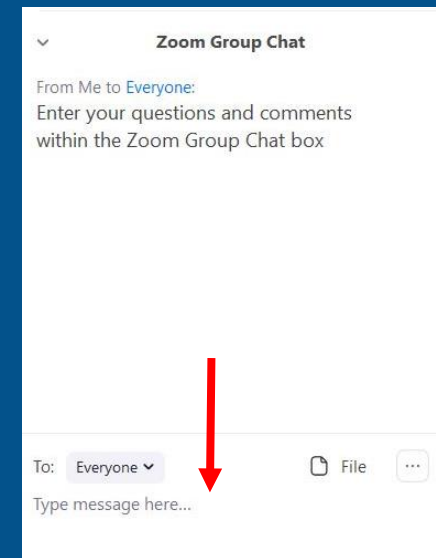 Zoom Group Chat
From Me to Everyone:
Enter your questions and comments
within the Zoom Group Chat box
To: Everyone File ...
Type message here...